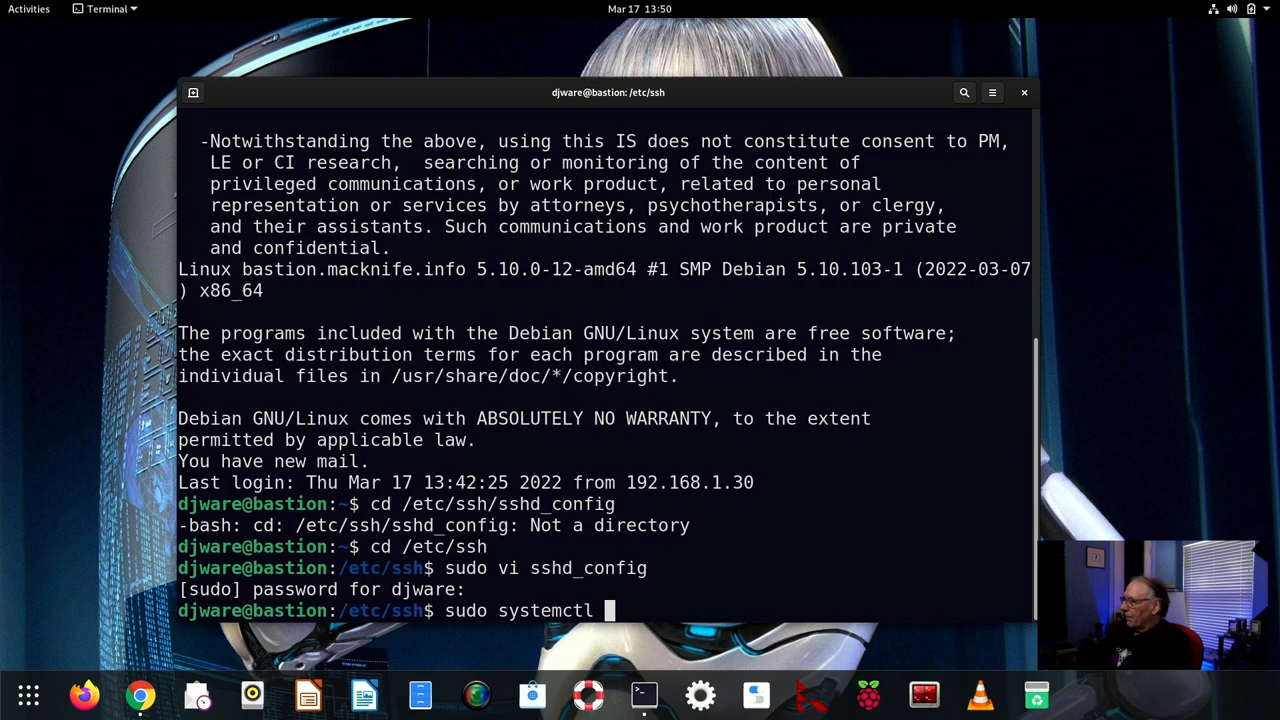 Activities
Terminal
Mar 17 13:50
djware@bastion: /etc/ssh
-Notwithstanding the above, using this IS does not constitute consent to PM,
LE or CI research,  searching or monitoring of the content of
privileged communications, or work product, related to personal
representation or services by attorneys, psychotherapists, or clergy,
and their assistants. Such communications and work product are private
and confidential.
Linux bastion.macknife.info 5.10.0-12-amd64 #1 SMP Debian 5.10.103-1 (2022-03-07
) x86_64
The programs included with the Debian GNU/Linux system are free software;
the exact distribution terms for each program are described in the
individual files in /usr/share/doc/*/copyright.
Debian GNU/Linux comes with ABSOLUTELY NO WARRANTY, to the extent
permitted by applicable law.
You have new mail.
Last login: Thu Mar 17 13:42:25 2022 from 192.168.1.30
djware@bastion:~$ cd /etc/ssh/sshd_config
-bash: cd: /etc/ssh/sshd_config: Not a directory
djware@bastion:~$ cd /etc/ssh
djware@bastion:/etc/ssh$ sudo vi sshd_config
[sudo] password for djware:
djware@bastion:/etc/ssh$ sudo systemctl